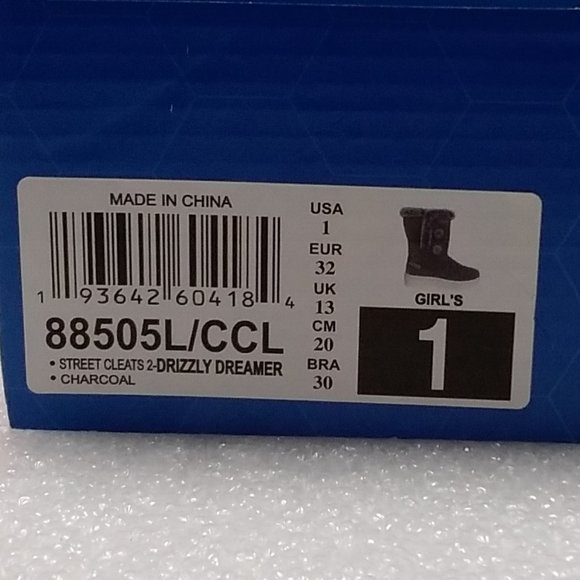 MADE IN CHINA
1 93642 60418 4
88505L/CCL
• STREET CLEATS 2-DRIZZLY DREAMER
• CHARCOAL
USA
1
EUR
32
UK
13
CM
20
BRA
30
GIRL'S
1